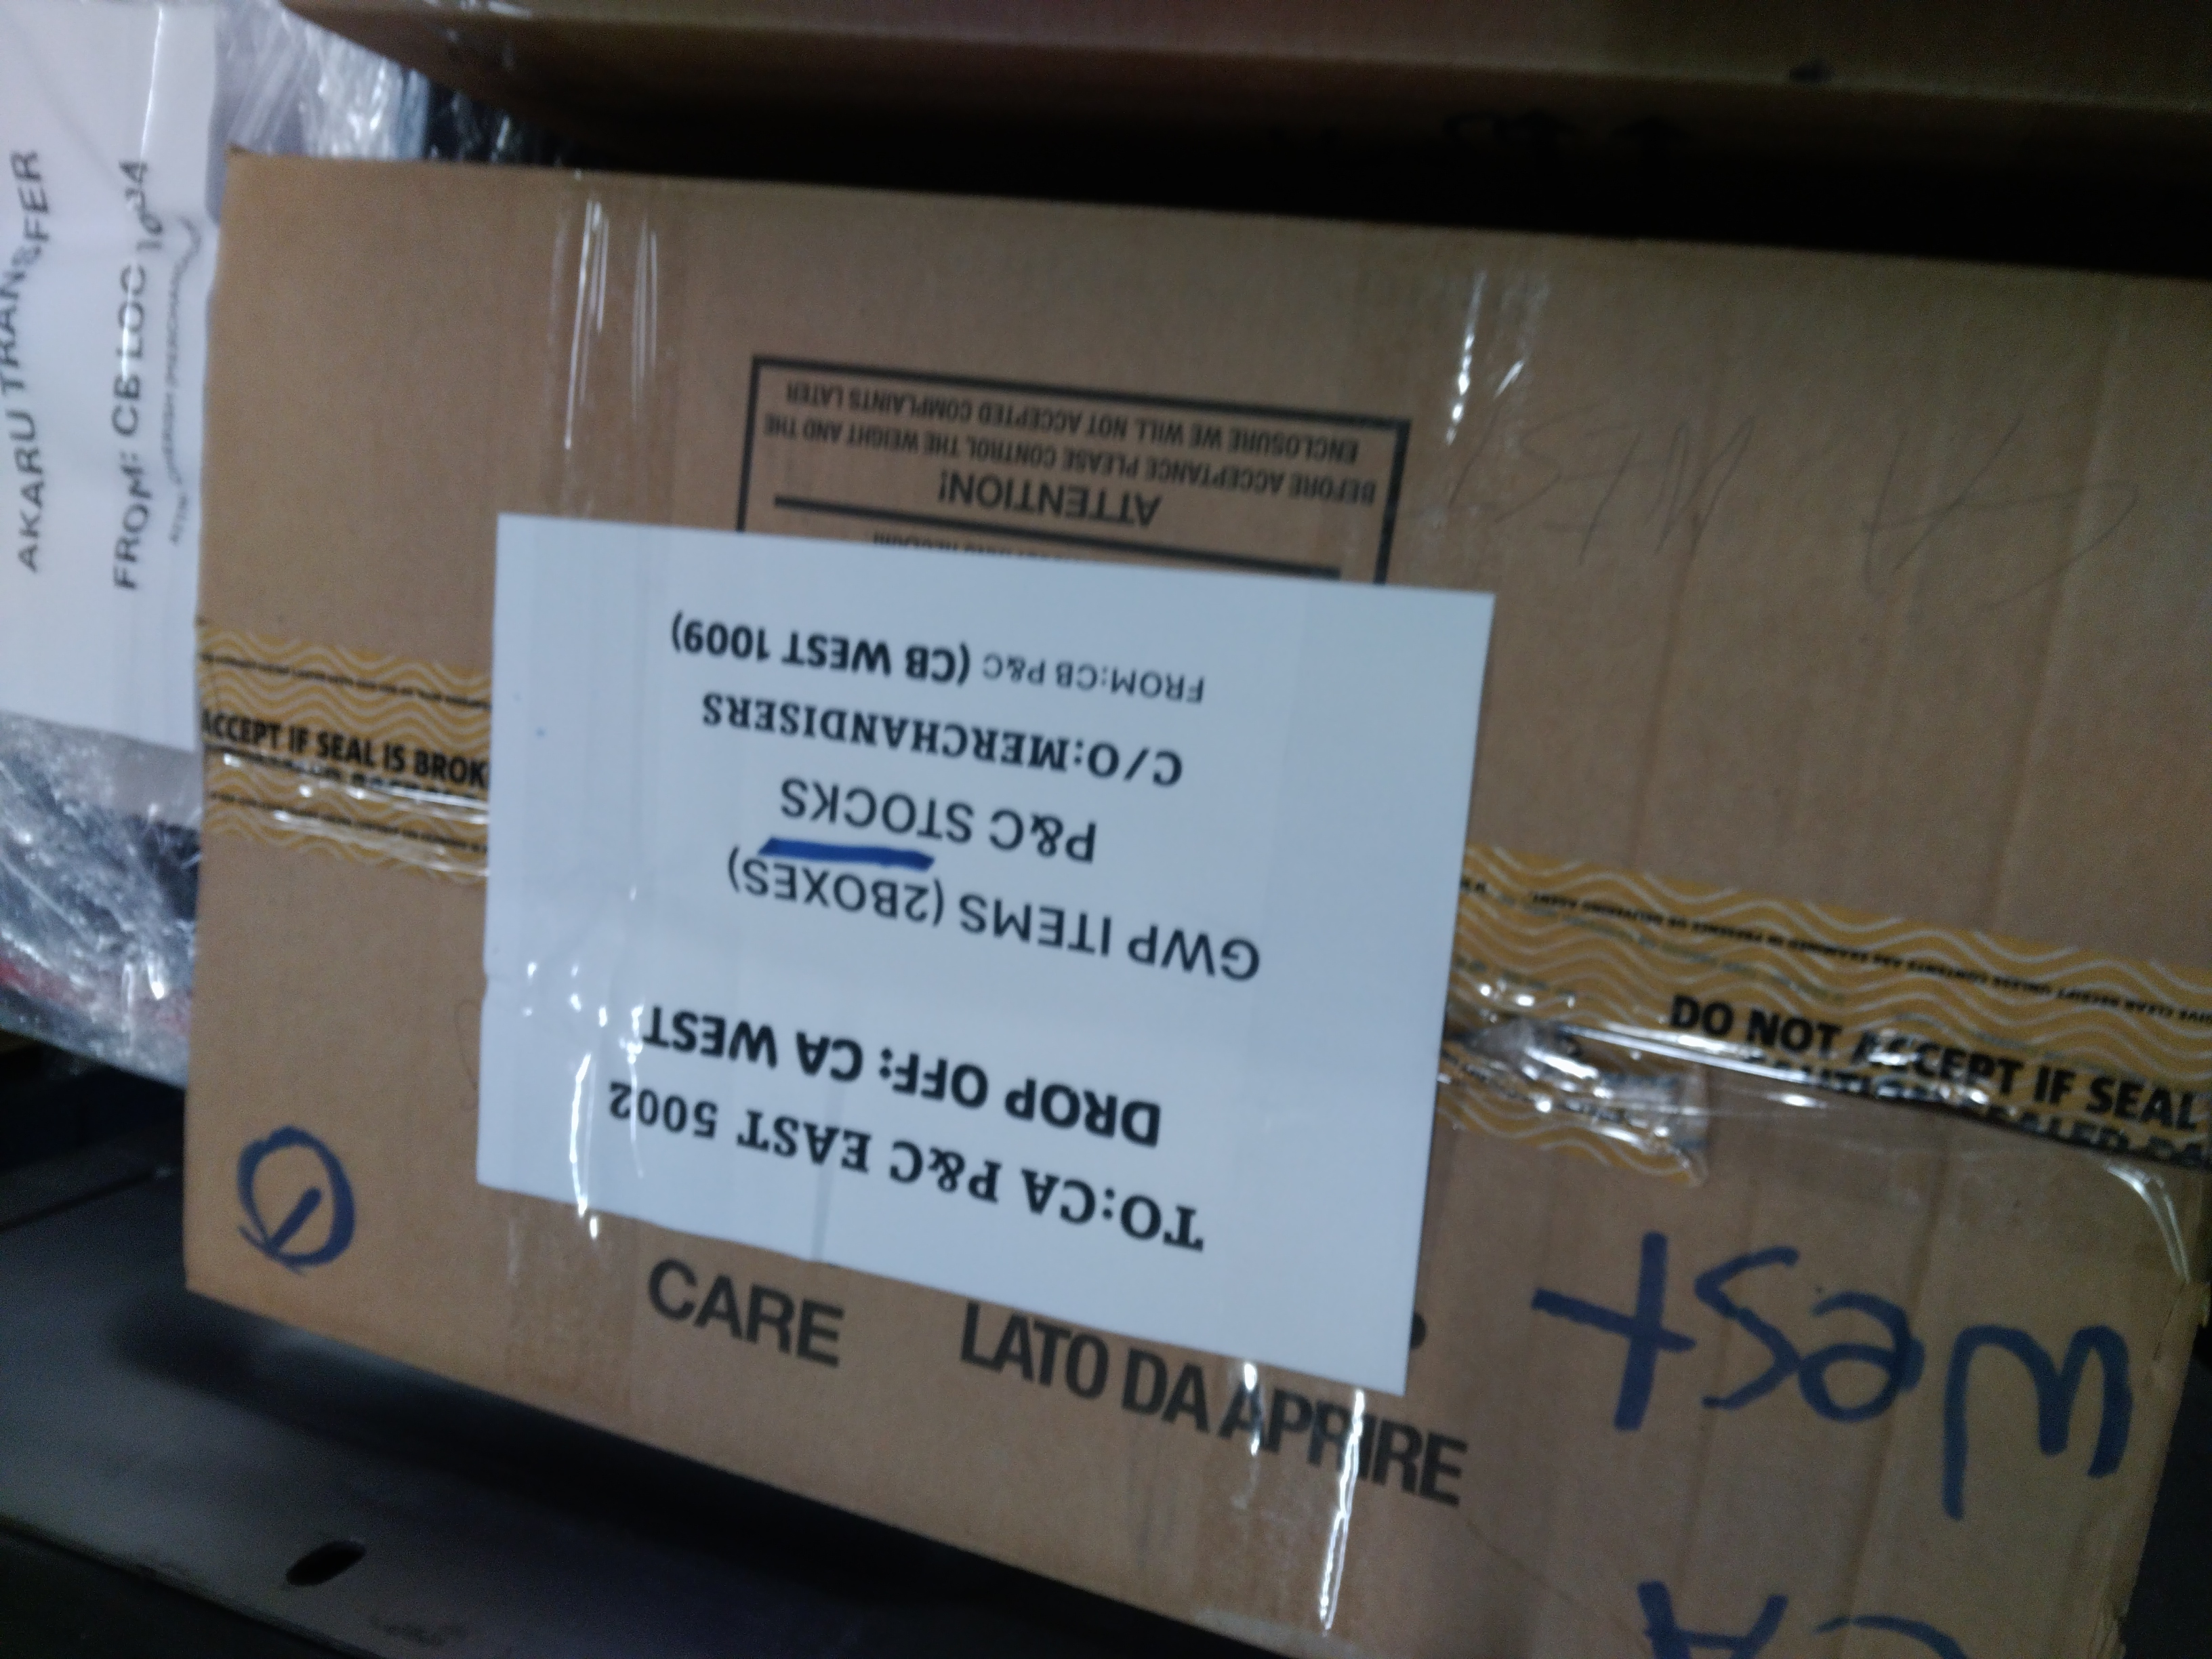 TO:CA P&C EAST 5002
DROP OFF: CA WEST
GWP ITEMS (2BOXES)
P&C STOCKS
C/O:MERCHANDISERS
FROM:CB P&C (CB WEST 1009)
ATTENTION!
BEFORE ACCEPTANCE PLEASE CONTROL THE WEIGHT AND THE
ENCLOSURE WE WILL NOT ACCEPTED COMPLAINTS LATER
AKARU TRANSFER
FROM: CB LOC
ACCEPT IF SEAL IS BROK
DO NOT ACCEPT IF SEAL
CARE
LATO DA APRIRE
CA
West